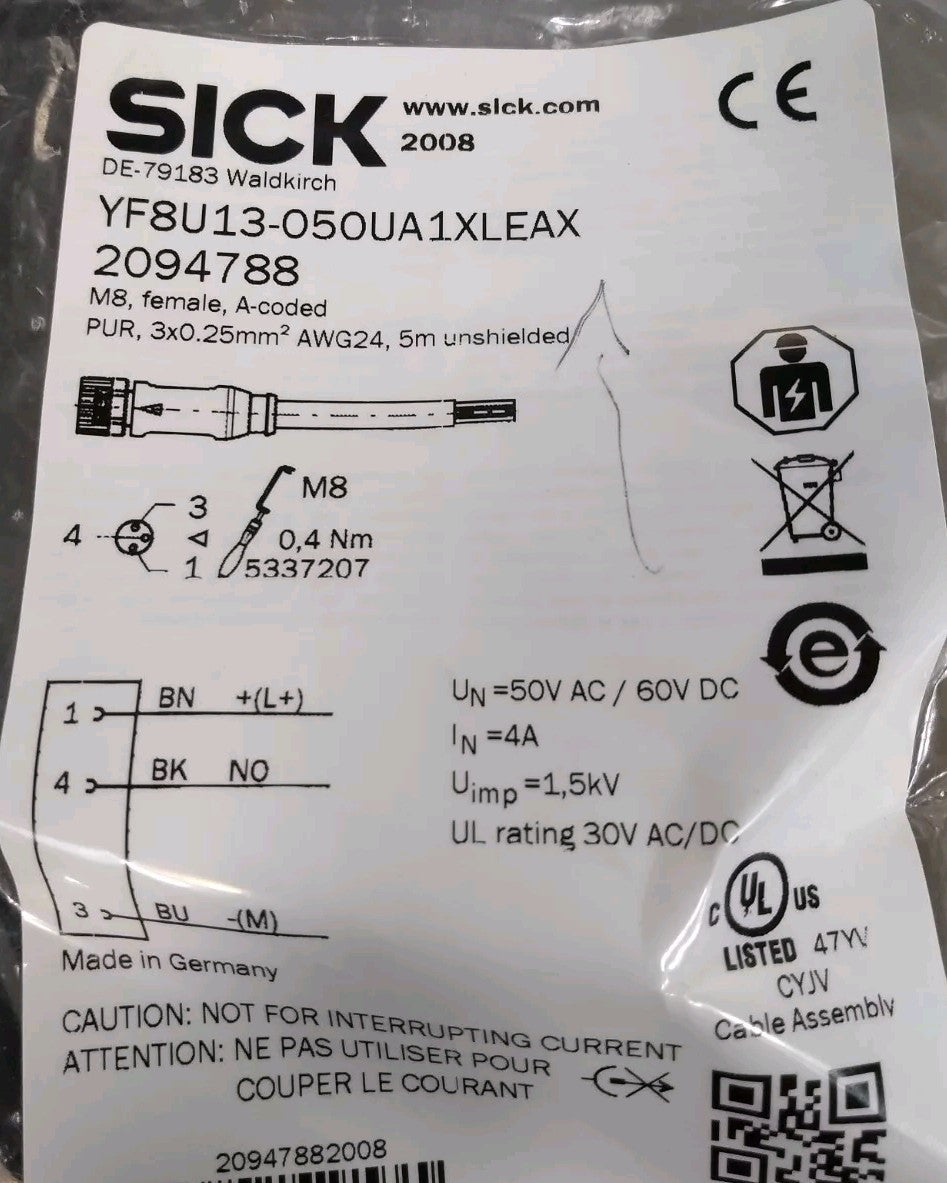 SICK www.sick.com
2008
DE-79183 Waldkirch
CE
YF8U13-050UA1XLEAX
2094788
M8, female, A-coded
PUR, 3x0.25mm² AWG24, 5m unshielded
3
4
1
M8
0,4 Nm
5337207
e
1 BN +(L+)
4 BK NO
3 BU -(M)
UN =50V AC / 60V DC
IN =4A
Uimp =1,5kV
UL rating 30V AC/DC
Made in Germany
C UL US
LISTED 47YV
CYJV
Cable Assembly
CAUTION: NOT FOR INTERRUPTING CURRENT
ATTENTION: NE PAS UTILISER POUR
COUPER LE COURANT
20947882008